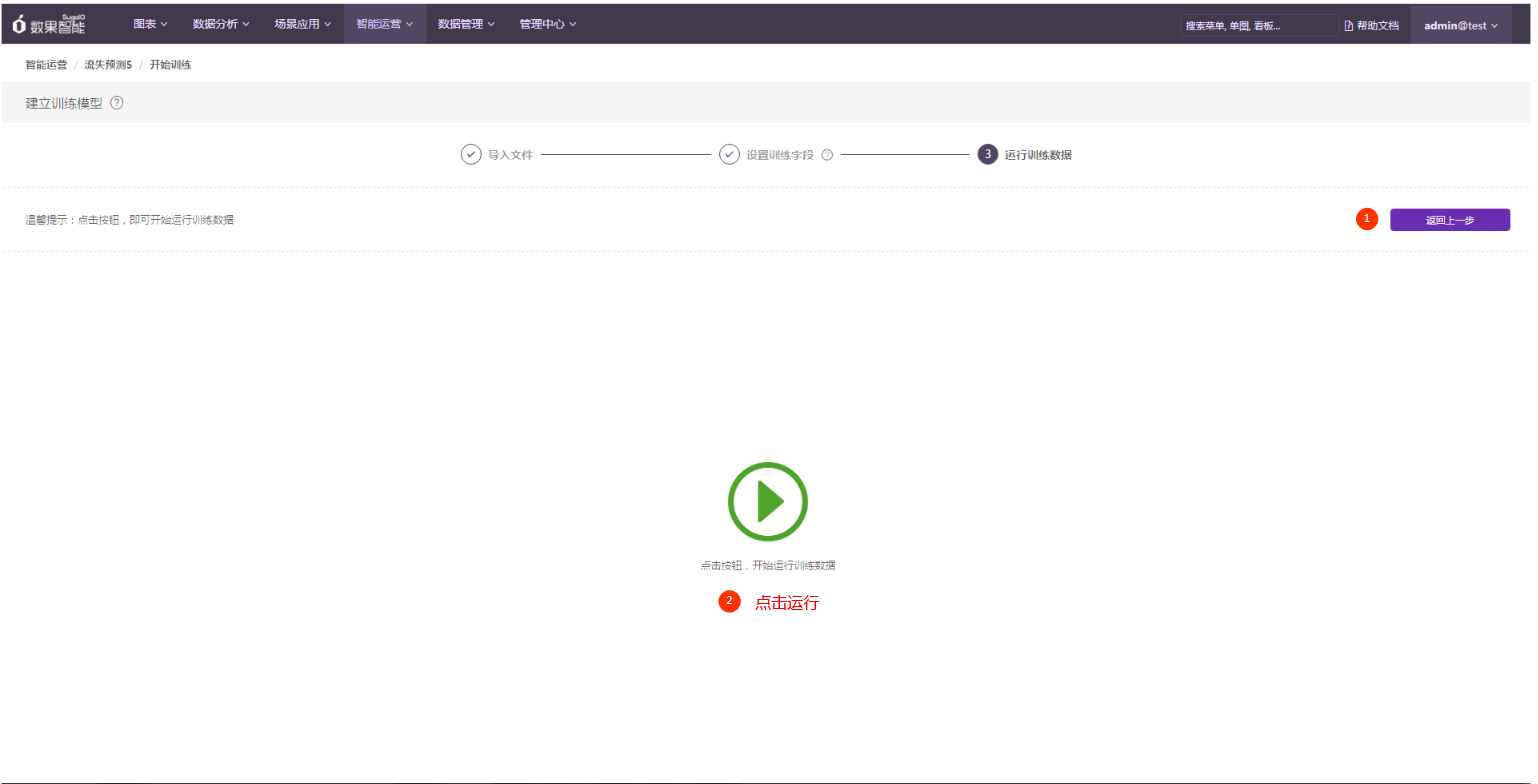 SugoIO
数果智能
图表 数据分析 场景应用 智能运营 数据管理 管理中心 搜索菜单, 单图, 看板... 帮助文档 admin@test
智能运营 / 流失预测5 / 开始训练
建立训练模型 ?
导入文件 设置训练字段 ? 3 运行训练数据
温馨提示：点击按钮，即可开始运行训练数据 1 返回上一步
点击按钮，开始运行训练数据
2 点击运行